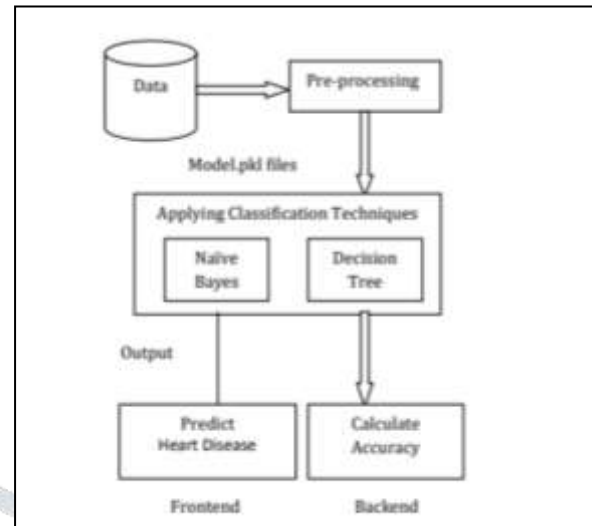 Data
Pre-processing
Model.pkl files
Applying Classification Techniques
Naïve
Bayes
Decision
Tree
Output
Predict
Heart Disease
Calculate
Accuracy
Frontend
Backend